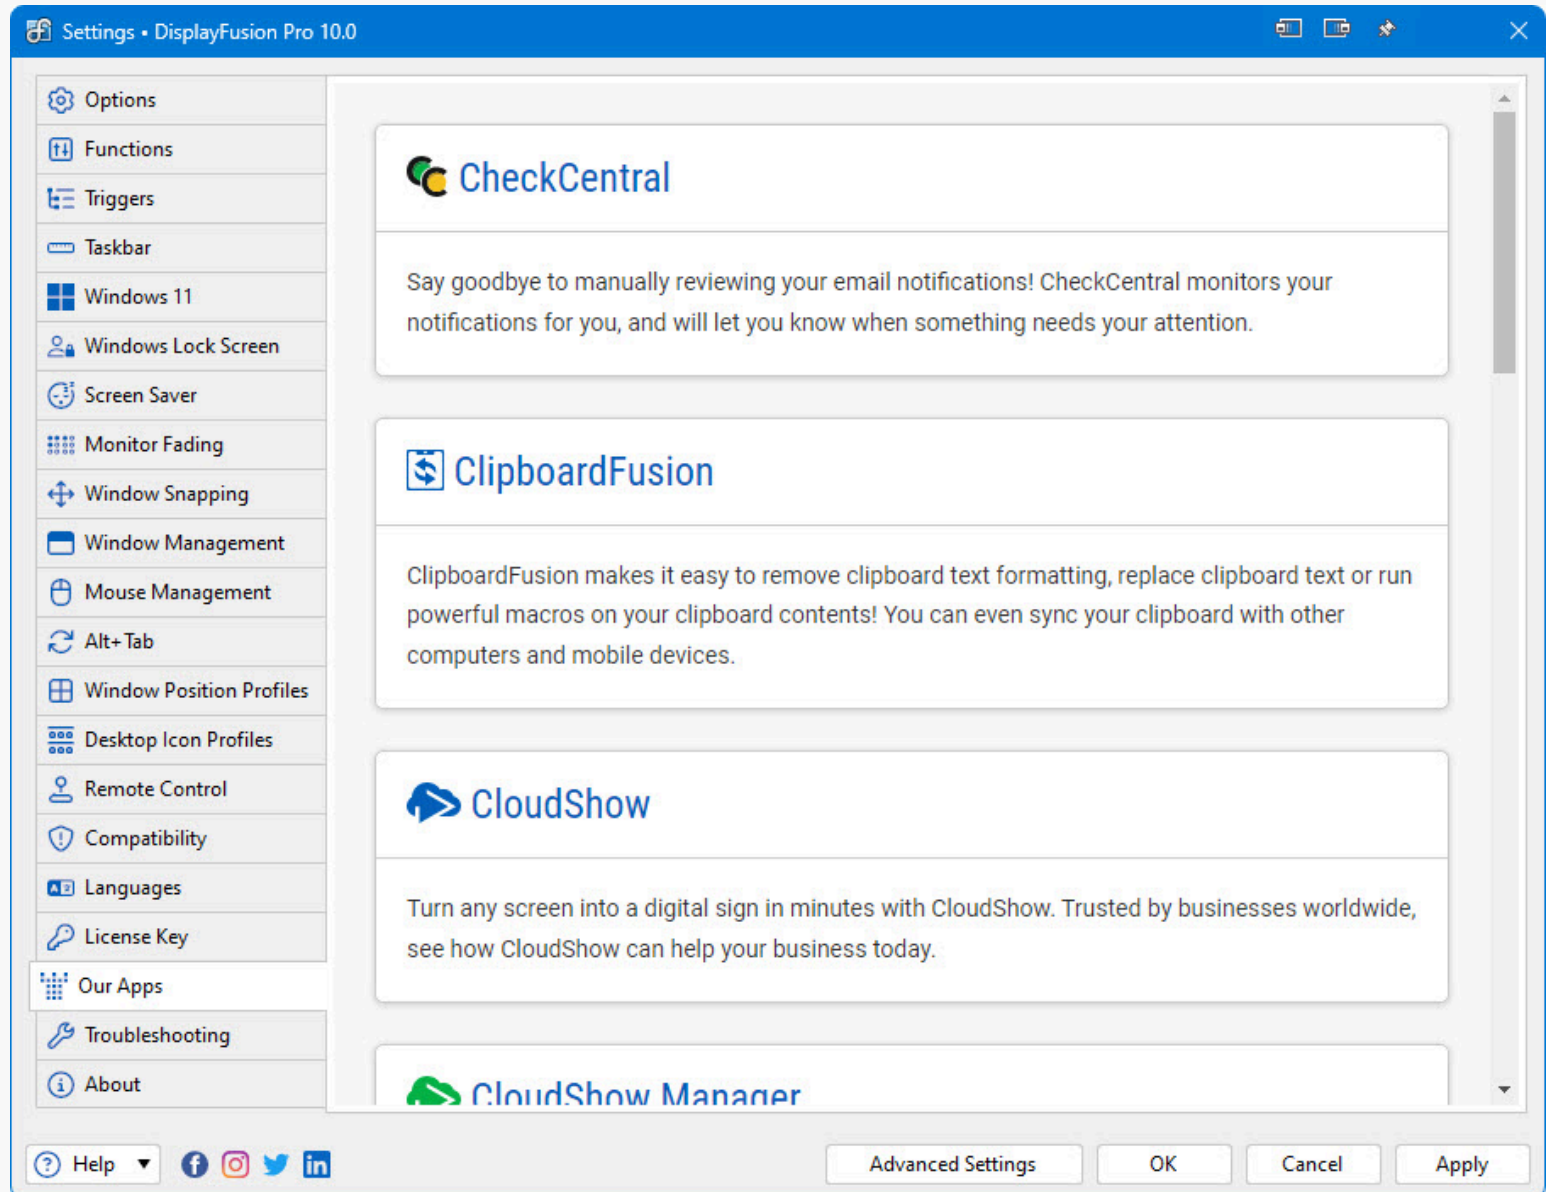 Settings • DisplayFusion Pro 10.0
Options
Functions
Triggers
Taskbar
Windows 11
Windows Lock Screen
Screen Saver
Monitor Fading
Window Snapping
Window Management
Mouse Management
Alt+Tab
Window Position Profiles
Desktop Icon Profiles
Remote Control
Compatibility
Languages
License Key
Our Apps
Troubleshooting
About
CheckCentral
Say goodbye to manually reviewing your email notifications! CheckCentral monitors your
notifications for you, and will let you know when something needs your attention.
ClipboardFusion
ClipboardFusion makes it easy to remove clipboard text formatting, replace clipboard text or run
powerful macros on your clipboard contents! You can even sync your clipboard with other
computers and mobile devices.
CloudShow
Turn any screen into a digital sign in minutes with CloudShow. Trusted by businesses worldwide,
see how CloudShow can help your business today.
CloudShow Manager
Help
Advanced Settings
OK
Cancel
Apply